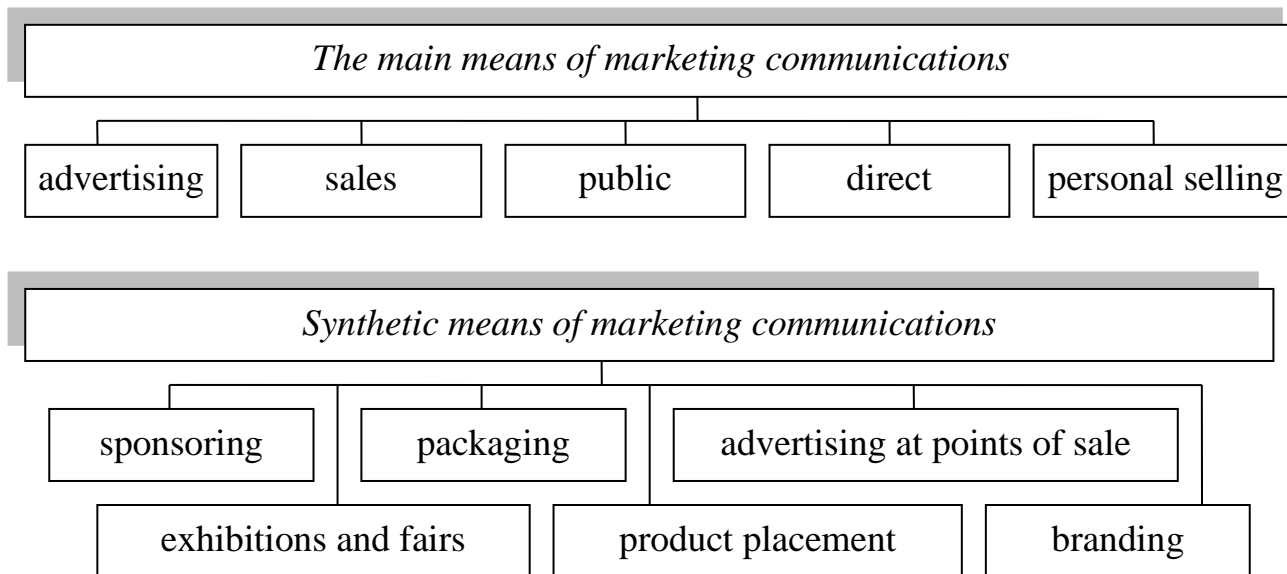 The main means of marketing communications
advertising
sales
public
direct
personal selling
Synthetic means of marketing communications
sponsoring
packaging
advertising at points of sale
exhibitions and fairs
product placement
branding